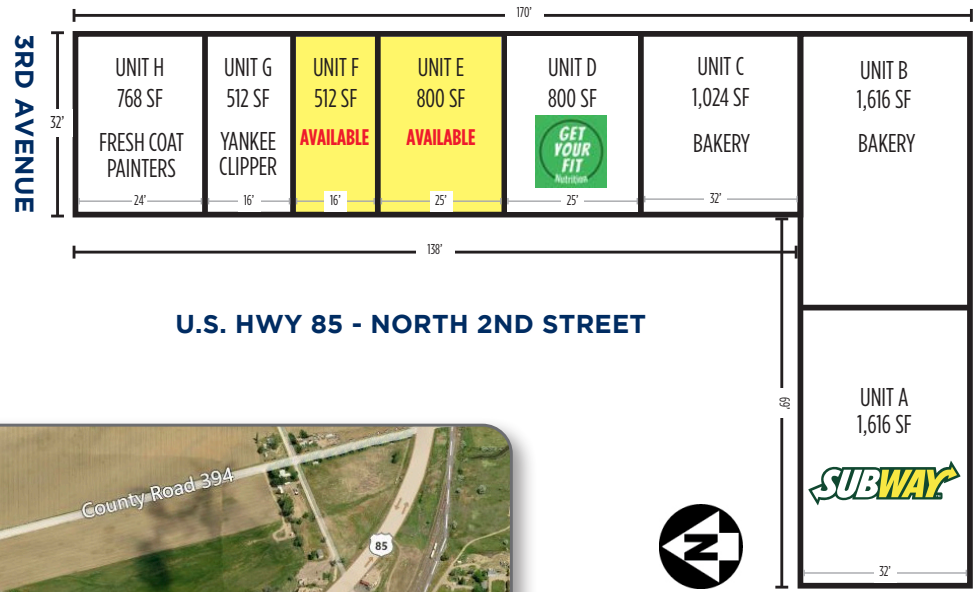 170'
3RD AVENUE
32'
UNIT H
768 SF
FRESH COAT
PAINTERS
24'
UNIT G
512 SF
YANKEE
CLIPPER
16'
UNIT F
512 SF
AVAILABLE
16'
UNIT E
800 SF
AVAILABLE
25'
UNIT D
800 SF
GET
YOUR
FIT
Nutrition
25'
UNIT C
1,024 SF
BAKERY
32'
UNIT B
1,616 SF
BAKERY
138'
U.S. HWY 85 - NORTH 2ND STREET
69'
UNIT A
1,616 SF
SUBWAY
32'
N
County Road 394
85